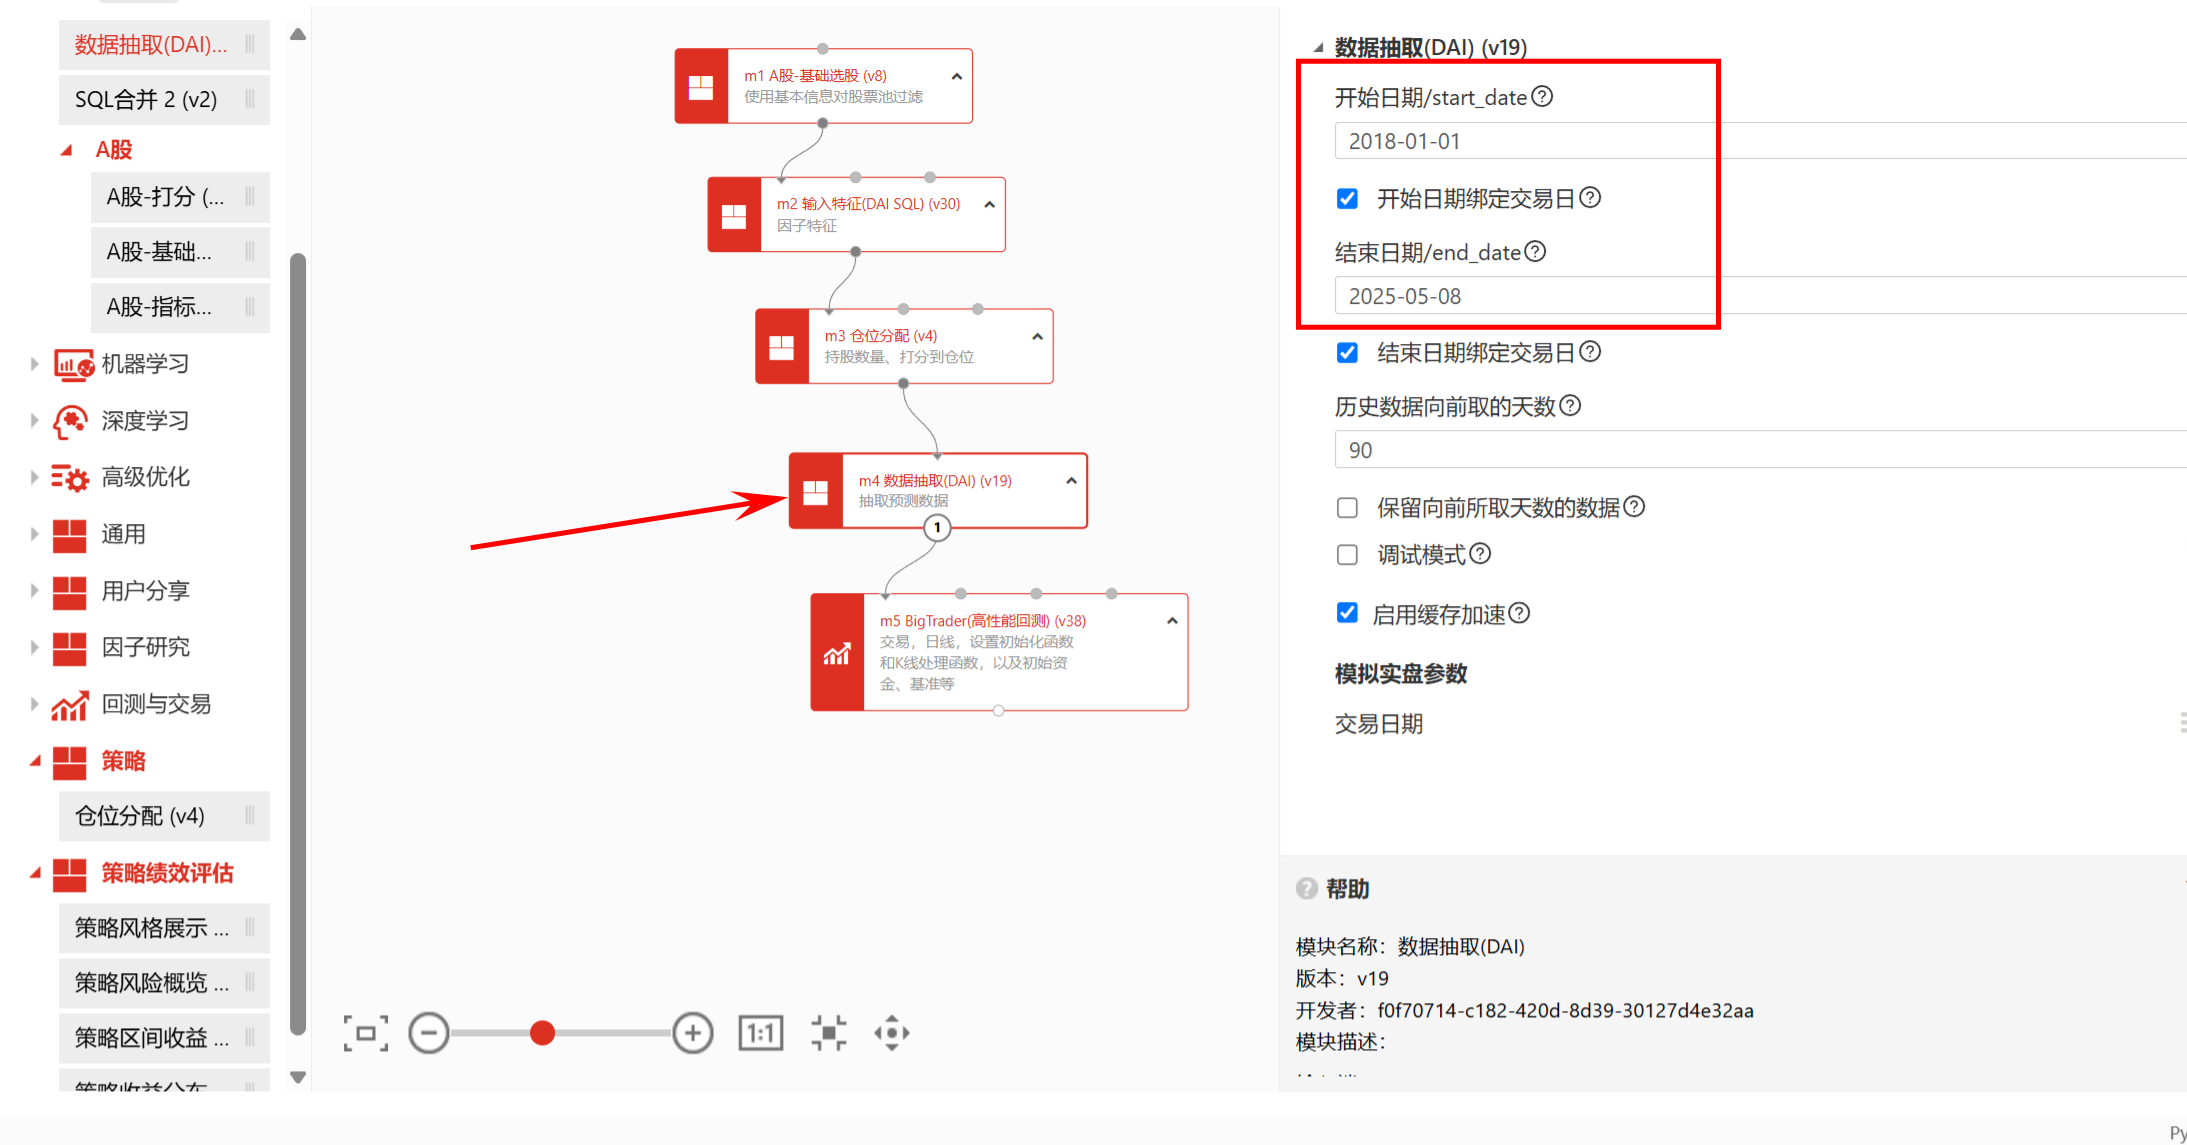 数据抽取(DAI)...
SQL合并 2 (v2)
A股
A股-打分 (...
A股-基础...
A股-指标...
机器学习
深度学习
高级优化
通用
用户分享
因子研究
回测与交易
策略
仓位分配 (v4)
策略绩效评估
策略风格展示 ...
策略风险概览 ...
策略区间收益 ...
策略收益分布
m1 A股-基础选股 (v8)
使用基本信息对股票池过滤
m2 输入特征(DAI SQL) (v30)
因子特征
m3 仓位分配 (v4)
持股数量、打分到仓位
m4 数据抽取(DAI) (v19)
抽取预测数据
1
m5 BigTrader(高性能回测) (v38)
交易，日线，设置初始化函数
和K线处理函数，以及初始资
金、基准等
1:1
数据抽取(DAI) (v19)
开始日期/start_date
2018-01-01
开始日期绑定交易日
结束日期/end_date
2025-05-08
结束日期绑定交易日
历史数据向前取的天数
90
保留向前所取天数的数据
调试模式
启用缓存加速
模拟实盘参数
交易日期
帮助
模块名称：数据抽取(DAI)
版本：v19
开发者：f0f70714-c182-420d-8d39-30127d4e32aa
模块描述：
Py